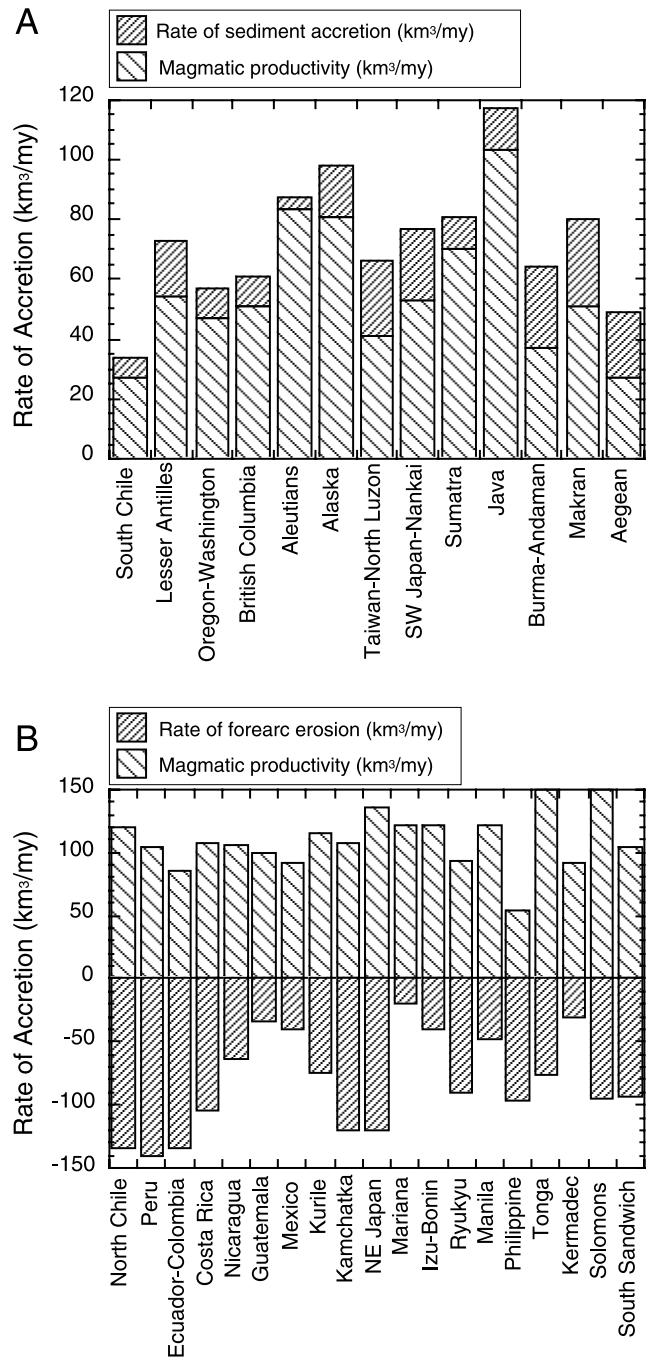 A
Rate of sediment accretion (km³/my)
Magmatic productivity (km³/my)
Rate of Accretion (km³/my)
120
100
80
60
40
20
0
South Chile
Lesser Antilles
Oregon-Washington
British Columbia
Aleutians
Alaska
Taiwan-North Luzon
SW Japan-Nankai
Sumatra
Java
Burma-Andaman
Makran
Aegean
B
Rate of forearc erosion (km³/my)
Magmatic productivity (km³/my)
Rate of Accretion (km³/my)
150
100
50
0
-50
-100
-150
North Chile
Peru
Ecuador-Colombia
Costa Rica
Nicaragua
Guatemala
Mexico
Kurile
Kamchatka
NE Japan
Mariana
Izu-Bonin
Ryukyu
Manila
Philippine
Tonga
Kermadec
Solomons
South Sandwich